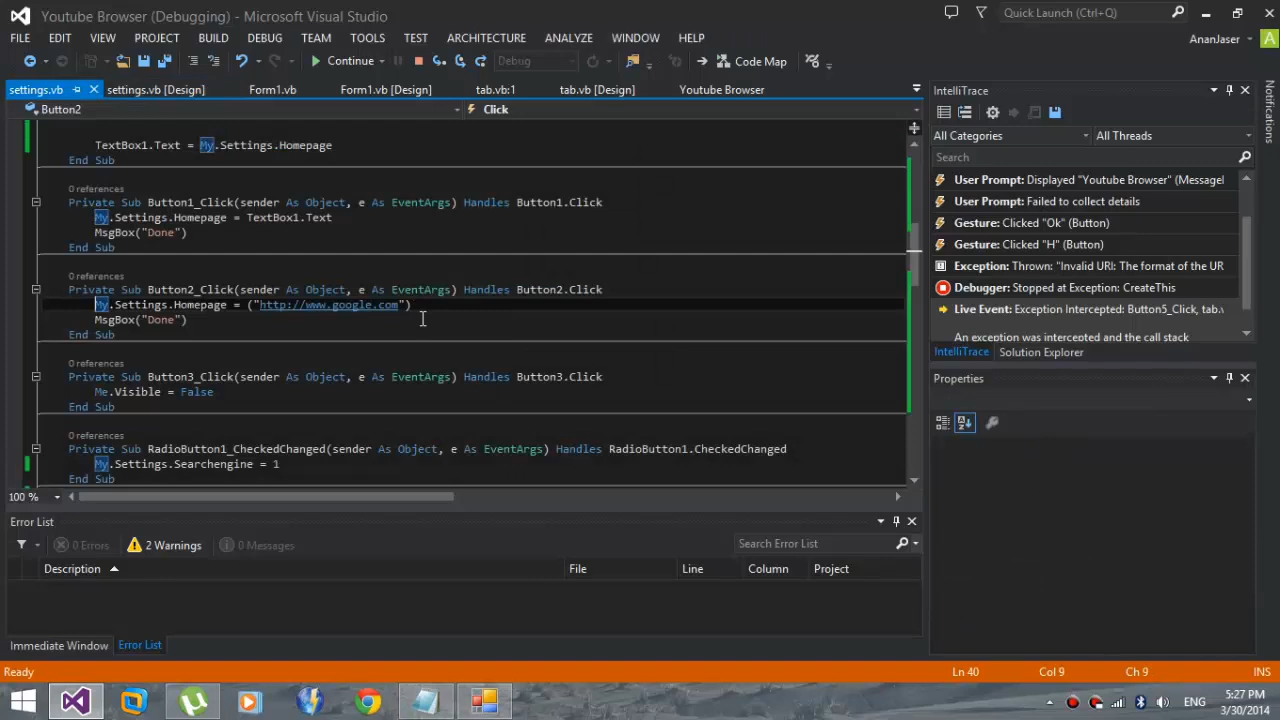 Youtube Browser (Debugging) - Microsoft Visual Studio
Quick Launch (Ctrl+Q)
FILE EDIT VIEW PROJECT BUILD DEBUG TEAM TOOLS TEST ARCHITECTURE ANALYZE WINDOW HELP
AnanJaser A
Continue Debug Code Map
settings.vb settings.vb [Design] Form1.vb Form1.vb [Design] tab.vb:1 tab.vb [Design] Youtube Browser
Button2 Click
TextBox1.Text = My.Settings.Homepage
End Sub
0 references
Private Sub Button1_Click(sender As Object, e As EventArgs) Handles Button1.Click
My.Settings.Homepage = TextBox1.Text
MsgBox("Done")
End Sub
0 references
Private Sub Button2_Click(sender As Object, e As EventArgs) Handles Button2.Click
My.Settings.Homepage = ("http://www.google.com")
MsgBox("Done")
End Sub
0 references
Private Sub Button3_Click(sender As Object, e As EventArgs) Handles Button3.Click
Me.Visible = False
End Sub
0 references
Private Sub RadioButton1_CheckedChanged(sender As Object, e As EventArgs) Handles RadioButton1.CheckedChanged
My.Settings.Searchengine = 1
End Sub
100 %
IntelliTrace
All Categories All Threads
Search
User Prompt: Displayed "Youtube Browser" (Messagel
User Prompt: Failed to collect details
Gesture: Clicked "Ok" (Button)
Gesture: Clicked "H" (Button)
Exception: Thrown: "Invalid URI: The format of the UR
Debugger: Stopped at Exception: CreateThis
Live Event: Exception Intercepted: Button5_Click, tab.v
An exception was intercepted and the call stack
IntelliTrace Solution Explorer
Properties
Notifications
Error List
0 Errors 2 Warnings 0 Messages
Search Error List
Description File Line Column Project
Immediate Window Error List
Ready Ln 40 Col 9 Ch 9 INS
ENG
5:27 PM
3/30/2014